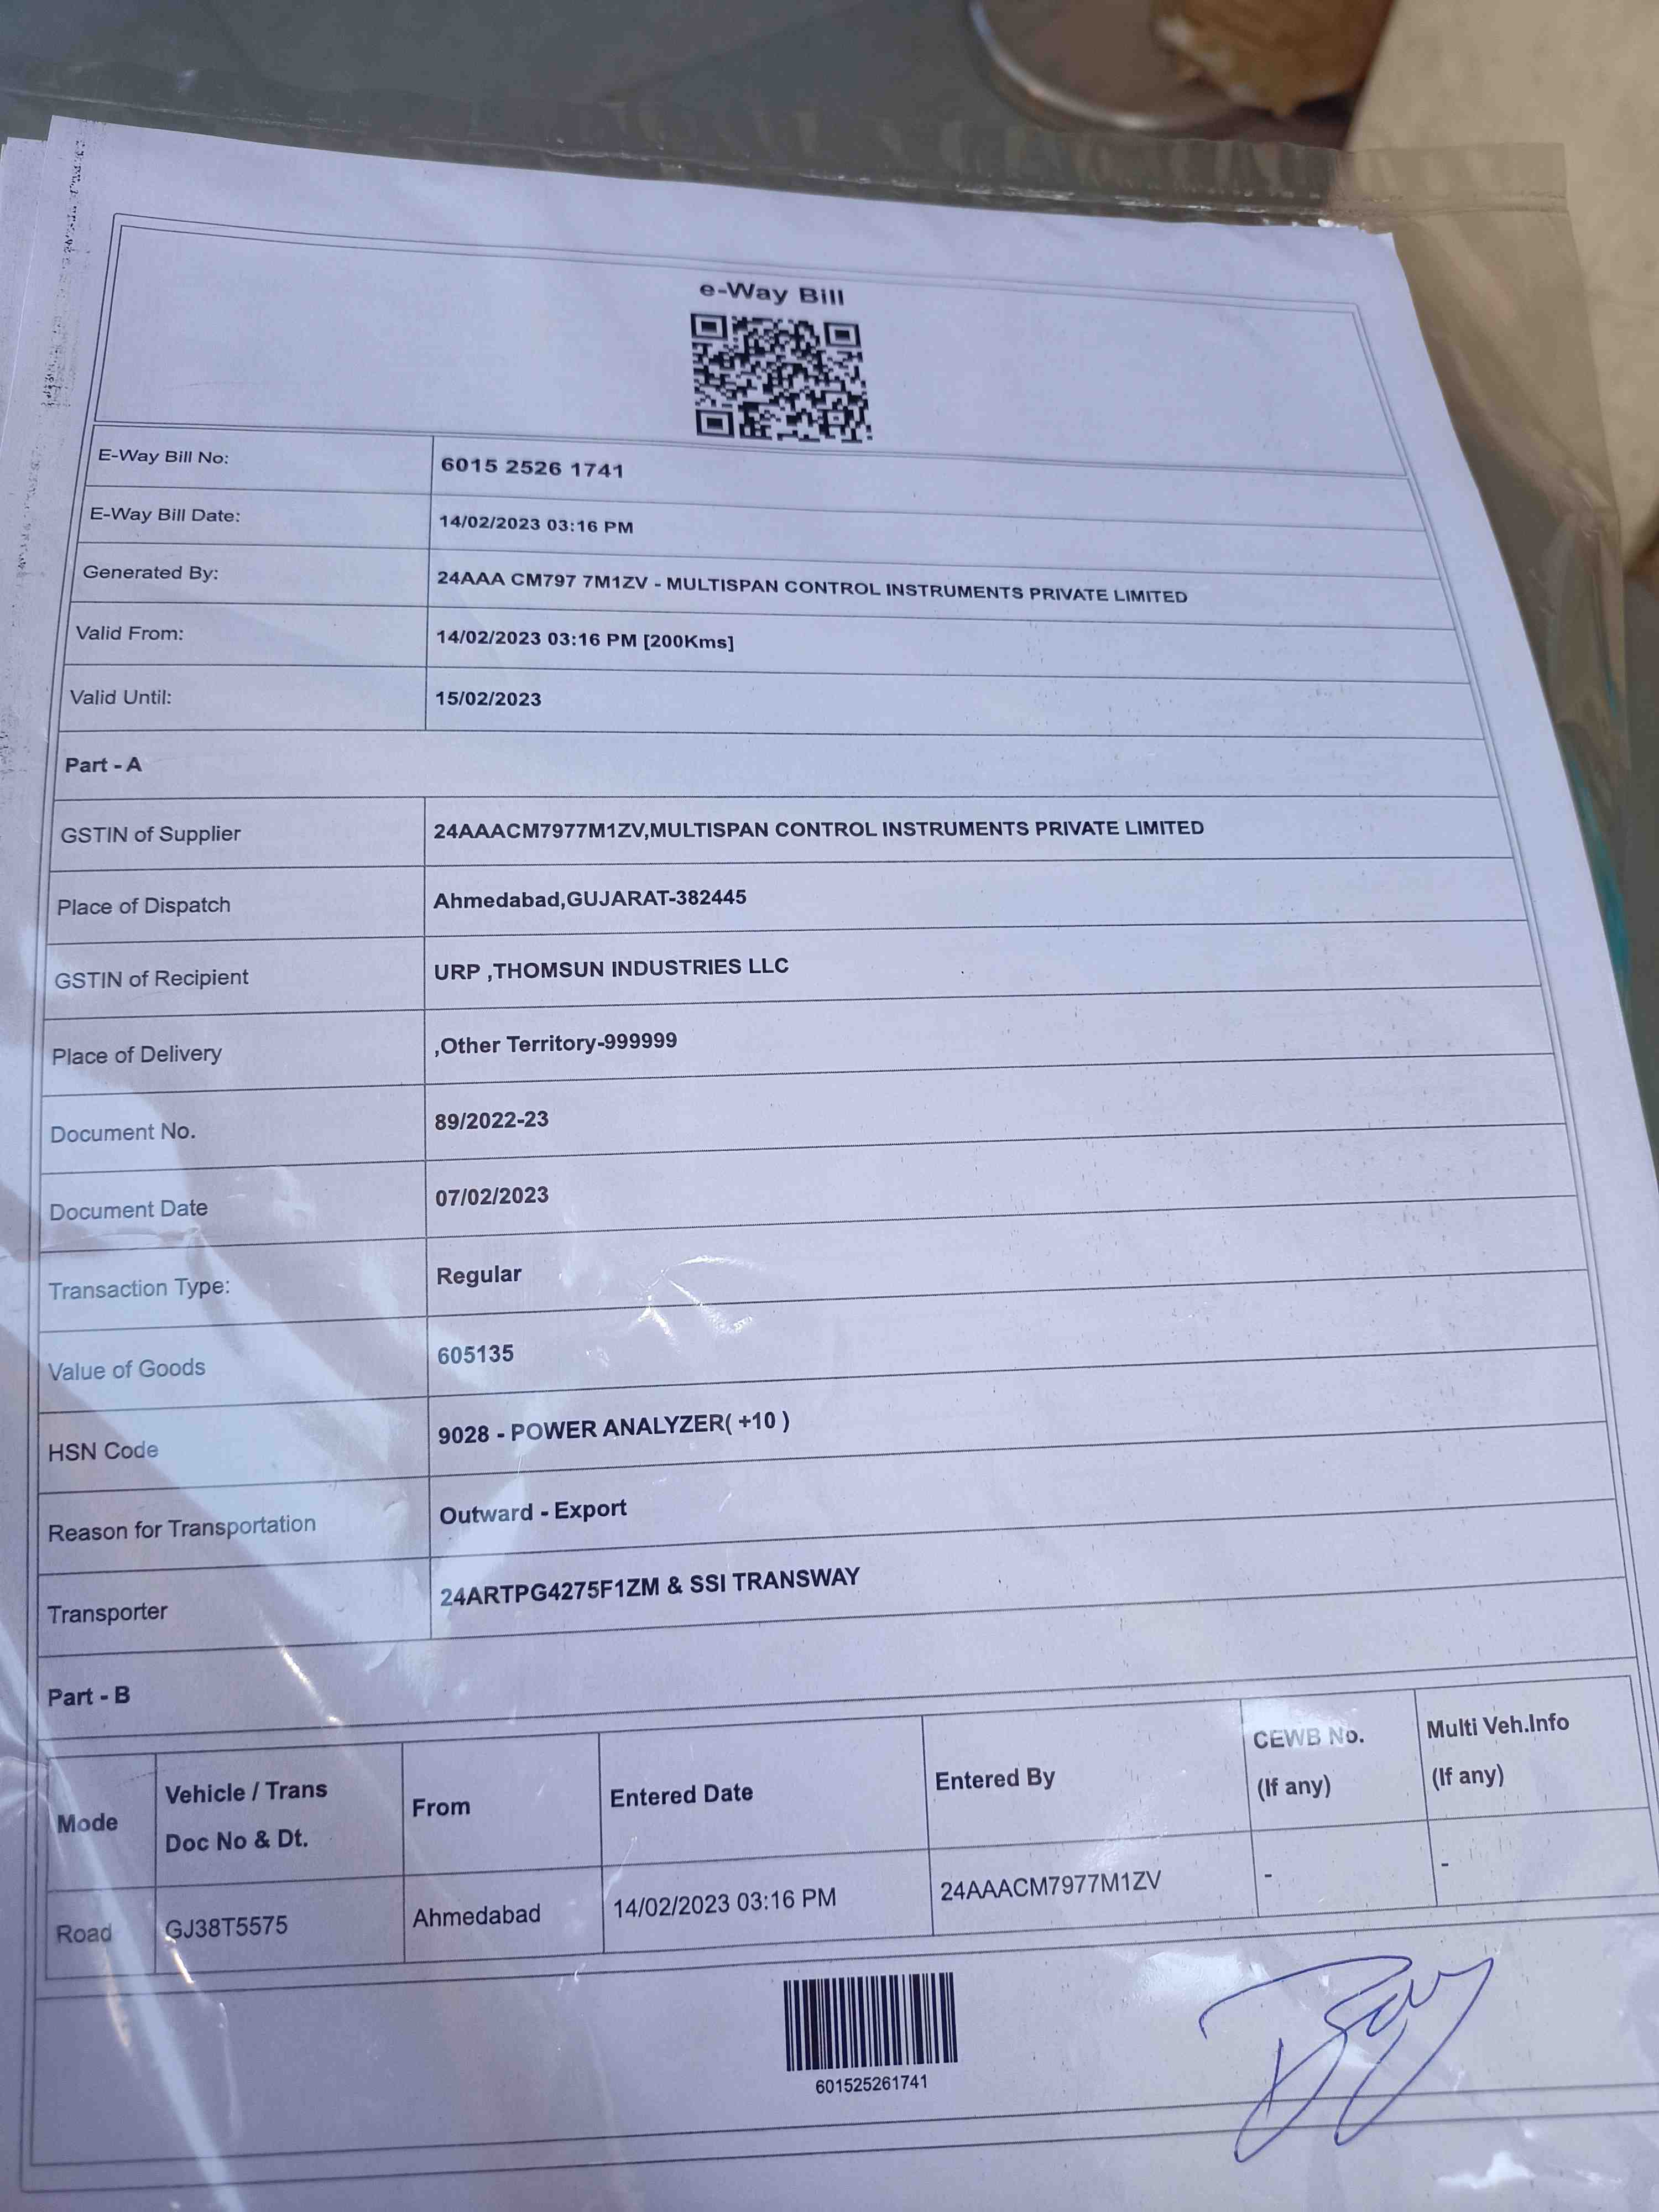 e-Way Bill
E-Way Bill No: 6015 2526 1741
E-Way Bill Date: 14/02/2023 03:16 PM
Generated By: 24AAA CM797 7M1ZV - MULTISPAN CONTROL INSTRUMENTS PRIVATE LIMITED
Valid From: 14/02/2023 03:16 PM [200Kms]
Valid Until: 15/02/2023
Part - A
GSTIN of Supplier 24AAACM7977M1ZV,MULTISPAN CONTROL INSTRUMENTS PRIVATE LIMITED
Place of Dispatch Ahmedabad,GUJARAT-382445
GSTIN of Recipient URP ,THOMSUN INDUSTRIES LLC
Place of Delivery ,Other Territory-999999
Document No. 89/2022-23
Document Date 07/02/2023
Transaction Type: Regular
Value of Goods 605135
HSN Code 9028 - POWER ANALYZER( +10 )
Reason for Transportation Outward - Export
Transporter 24ARTPG4275F1ZM & SSI TRANSWAY
Part - B
Mode Vehicle / Trans Doc No & Dt. From Entered Date Entered By CEWB No. (If any) Multi Veh.Info (If any)
Road GJ38T5575 Ahmedabad 14/02/2023 03:16 PM 24AAACM7977M1ZV - -
601525261741